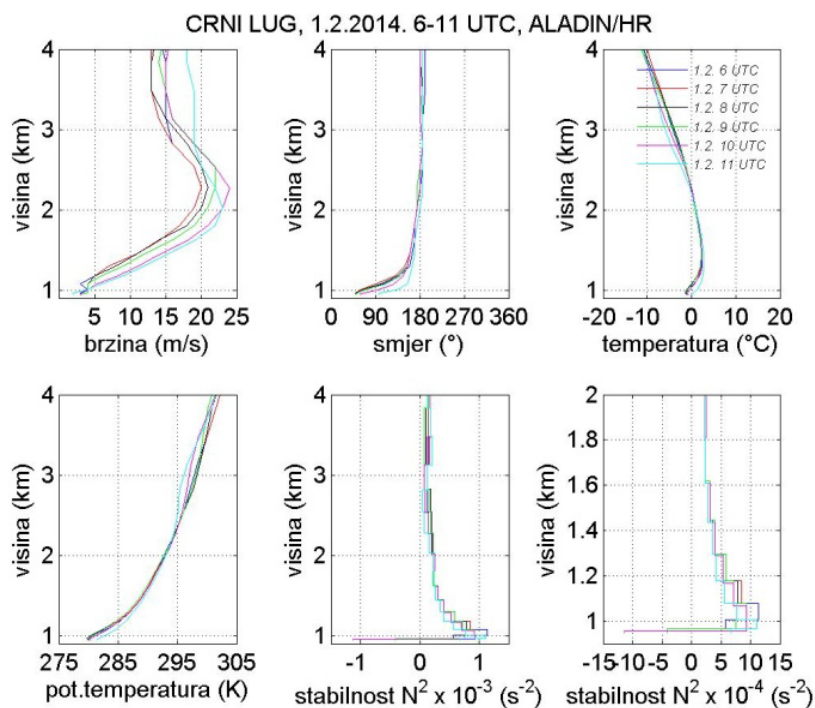 CRNI LUG, 1.2.2014. 6-11 UTC, ALADIN/HR
4
3
2
1
visina (km)
5 10 15 20 25
brzina (m/s)
4
3
2
1
visina (km)
0 90 180 270 360
smjer (°)
4
3
2
1
visina (km)
-20 -10 0 10 20
temperatura (°C)
1.2. 6 UTC
1.2. 7 UTC
1.2. 8 UTC
1.2. 9 UTC
1.2. 10 UTC
1.2. 11 UTC
4
3
2
1
visina (km)
275 285 295 305
pot.temperatura (K)
4
3
2
1
visina (km)
-1 0 1
stabilnost N² x 10⁻³ (s⁻²)
2
1.8
1.6
1.4
1.2
1
visina (km)
-15 -10 -5 0 5 10 15
stabilnost N² x 10⁻⁴ (s⁻²)